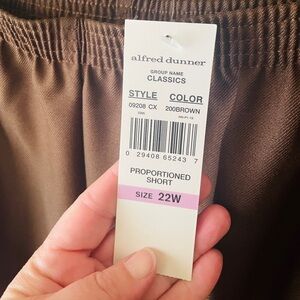 alfred dunner
GROUP NAME
CLASSICS
STYLE COLOR
09208 CX 200BROWN
0 29408 65243 7
PROPORTIONED
SHORT
SIZE 22W